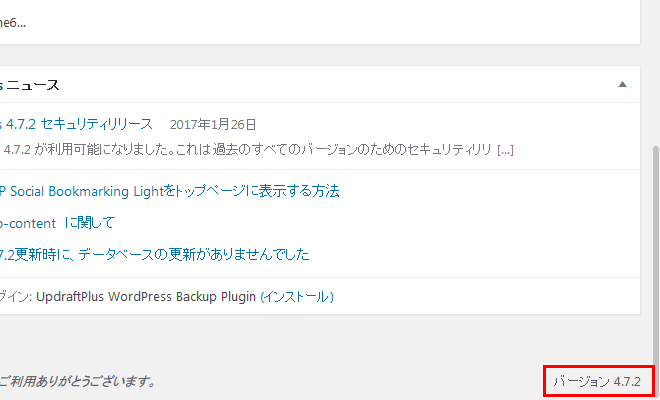 ne6...
s ニュース
s 4.7.2 セキュリティリリース 2017年1月26日
4.7.2 が利用可能になりました。これは過去のすべてのバージョンのためのセキュリティリリ [...]
P Social Bookmarking Lightをトップページに表示する方法
p-content に関して
7.2更新時に、データベースの更新がありませんでした
グイン: UpdraftPlus WordPress Backup Plugin (インストール)
ご利用ありがとうございます。 バージョン 4.7.2